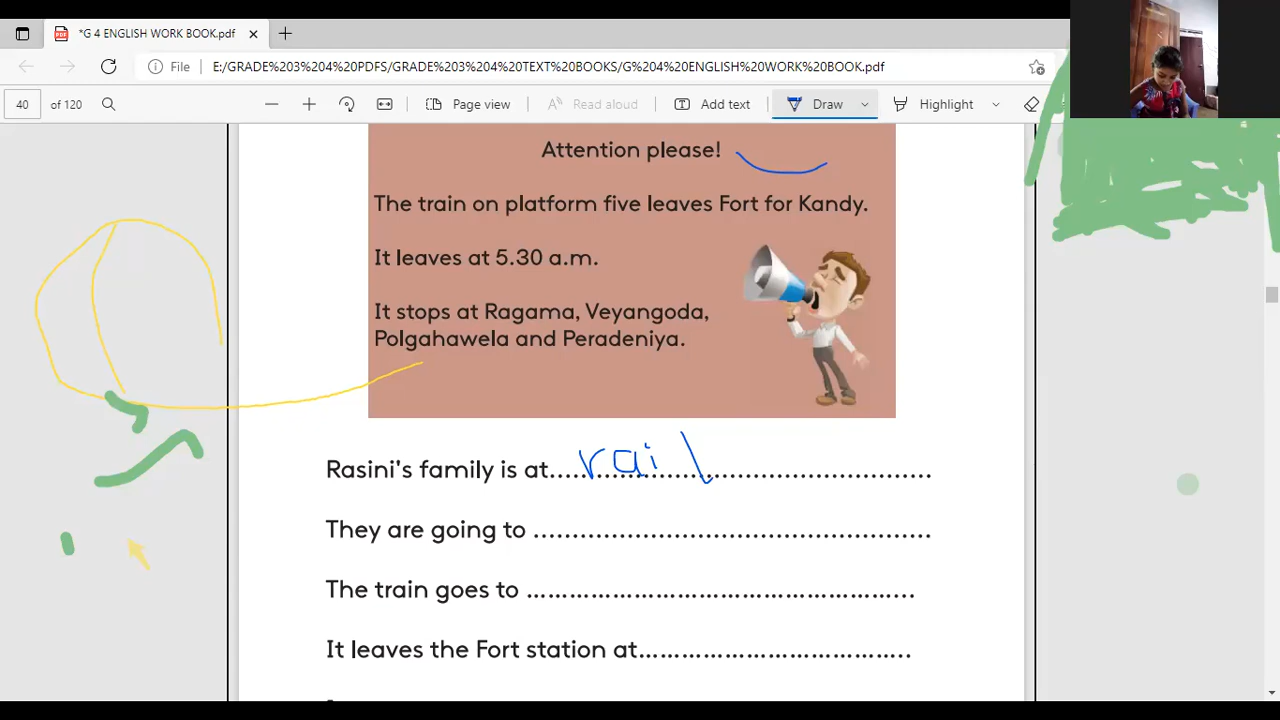 *G 4 ENGLISH WORK BOOK.pdf
File E:/GRADE%203%204%20PDFS/GRADE%203%204%20TEXT%20BOOKS/G%204%20ENGLISH%20WORK%20BOOK.pdf
40 of 120 Page view Read aloud Add text Draw Highlight
Attention please!
The train on platform five leaves Fort for Kandy.
It leaves at 5.30 a.m.
It stops at Ragama, Veyangoda,
Polgahawela and Peradeniya.
Rasini's family is at.... rail ..............................
They are going to ......................................................
The train goes to ……………………………………………...
It leaves the Fort station at………………………………..